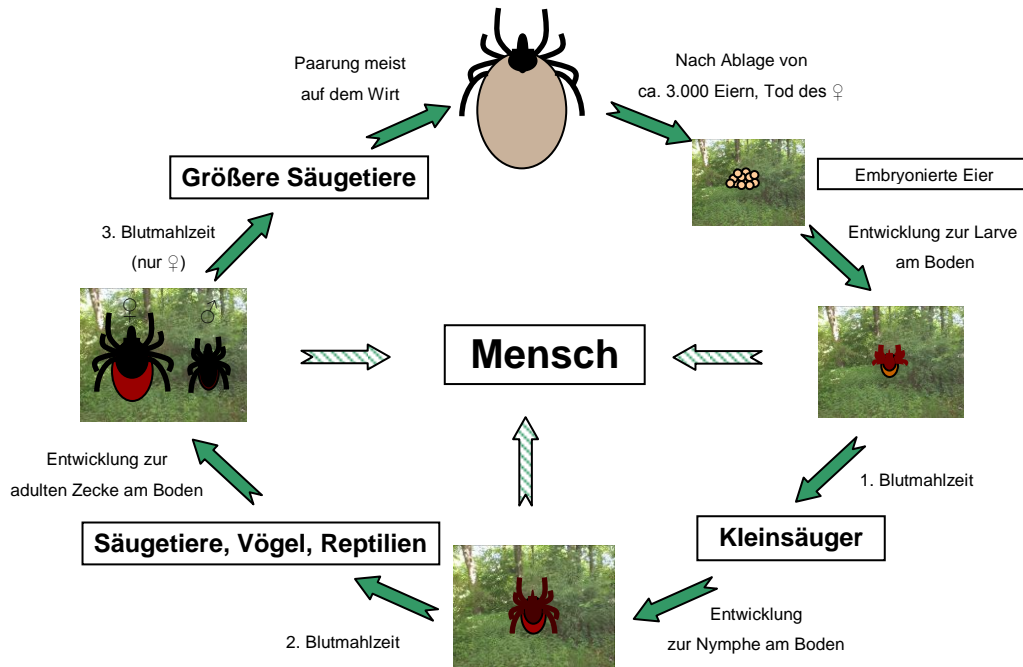 Paarung meist
auf dem Wirt
Nach Ablage von
ca. 3.000 Eiern, Tod des ♀
Größere Säugetiere
Embryonierte Eier
3. Blutmahlzeit
(nur ♀)
Entwicklung zur Larve
am Boden
♀ ♂
Mensch
Entwicklung zur
adulten Zecke am Boden
1. Blutmahlzeit
Säugetiere, Vögel, Reptilien
Kleinsäuger
2. Blutmahlzeit
Entwicklung
zur Nymphe am Boden